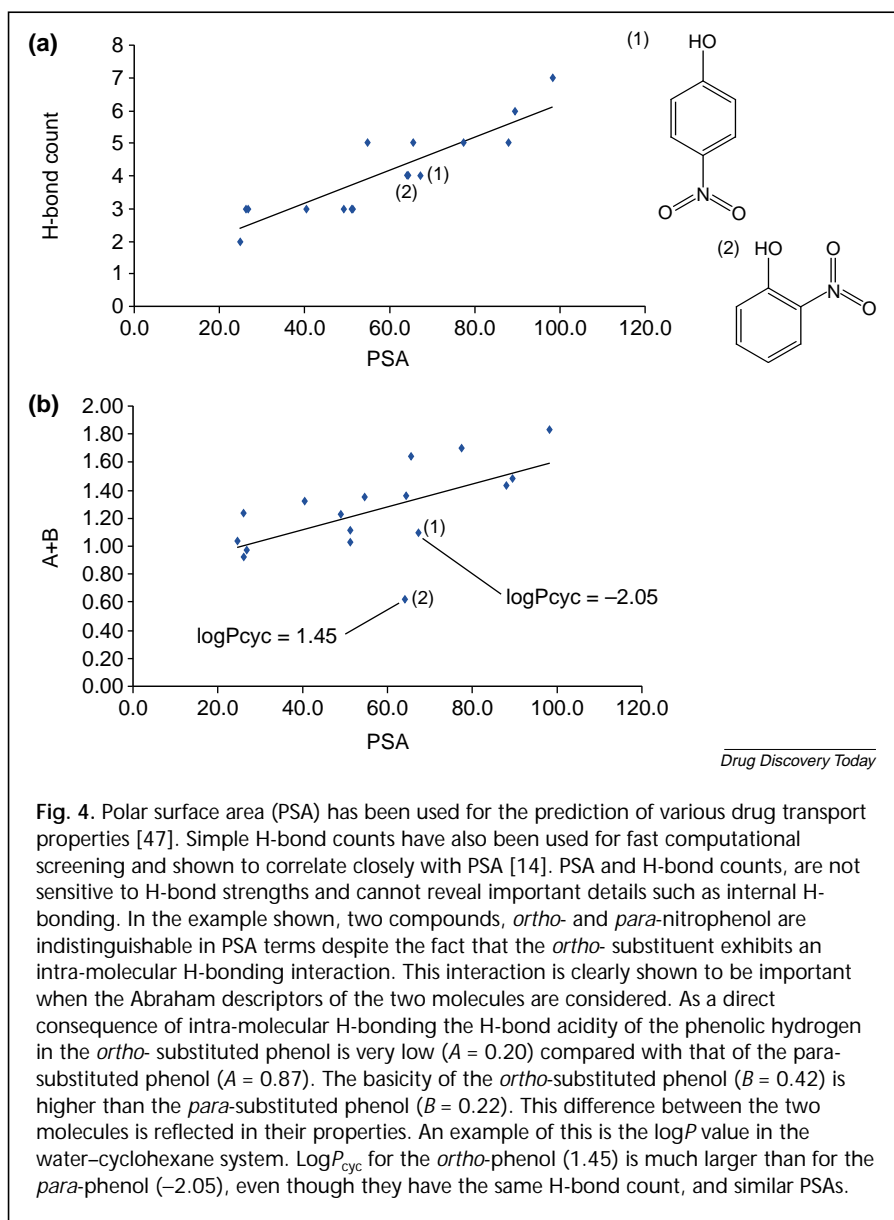 (a)
8
7
6
5
4
3
2
1
0
H-bond count
(1)
(2)
0.0 20.0 40.0 60.0 80.0 100.0 120.0
PSA
(1)
HO
N
O O
(2)
HO O
N
O
(b)
2.00
1.80
1.60
1.40
1.20
1.00
0.80
0.60
0.40
0.20
0.00
A+B
(1)
logPcyc = –2.05
(2)
logPcyc = 1.45
0.0 20.0 40.0 60.0 80.0 100.0 120.0
PSA
Drug Discovery Today
Fig. 4. Polar surface area (PSA) has been used for the prediction of various drug transport
properties [47]. Simple H-bond counts have also been used for fast computational
screening and shown to correlate closely with PSA [14]. PSA and H-bond counts, are not
sensitive to H-bond strengths and cannot reveal important details such as internal H-
bonding. In the example shown, two compounds, ortho- and para-nitrophenol are
indistinguishable in PSA terms despite the fact that the ortho- substituent exhibits an
intra-molecular H-bonding interaction. This interaction is clearly shown to be important
when the Abraham descriptors of the two molecules are considered. As a direct
consequence of intra-molecular H-bonding the H-bond acidity of the phenolic hydrogen
in the ortho- substituted phenol is very low (A = 0.20) compared with that of the para-
substituted phenol (A = 0.87). The basicity of the ortho-substituted phenol (B = 0.42) is
higher than the para-substituted phenol (B = 0.22). This difference between the two
molecules is reflected in their properties. An example of this is the logP value in the
water–cyclohexane system. LogPcyc for the ortho-phenol (1.45) is much larger than for the
para-phenol (–2.05), even though they have the same H-bond count, and similar PSAs.